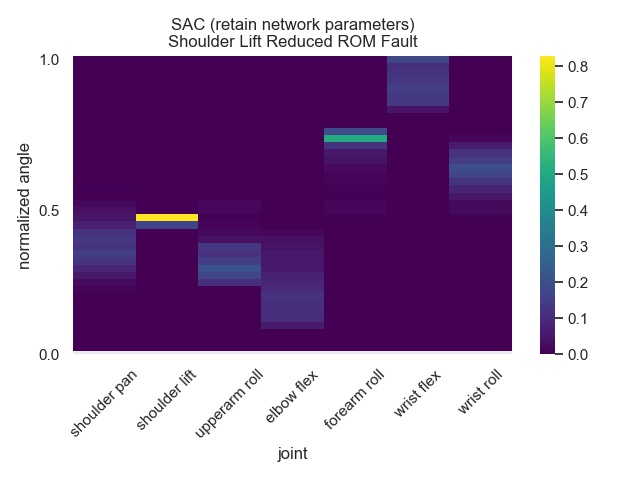 SAC (retain network parameters)
Shoulder Lift Reduced ROM Fault
normalized angle
1.0
0.5
0.0
shoulder pan
shoulder lift
upperarm roll
elbow flex
forearm roll
wrist flex
wrist roll
joint
0.8
0.7
0.6
0.5
0.4
0.3
0.2
0.1
0.0